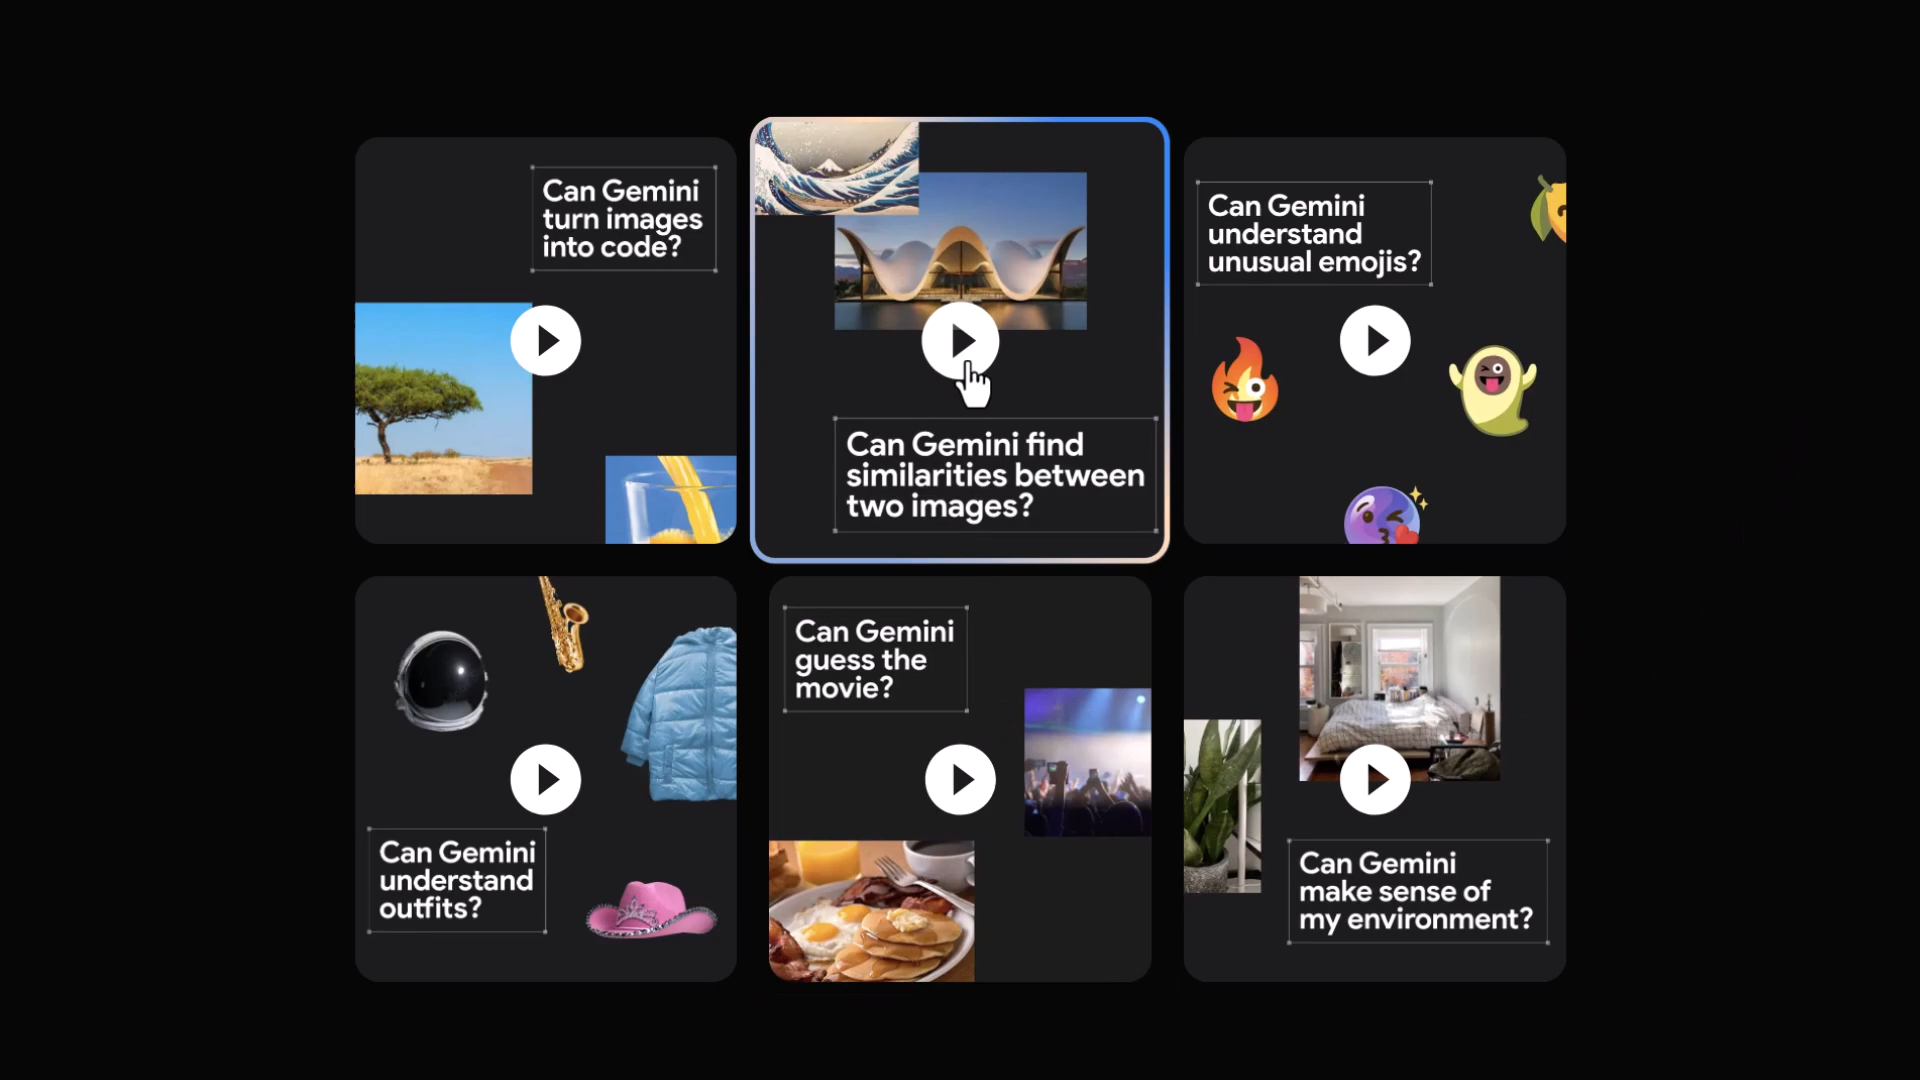 Can Gemini
turn images
into code?
Can Gemini find
similarities between
two images?
Can Gemini
understand
unusual emojis?
Can Gemini
understand
outfits?
Can Gemini
guess the
movie?
Can Gemini
make sense of
my environment?